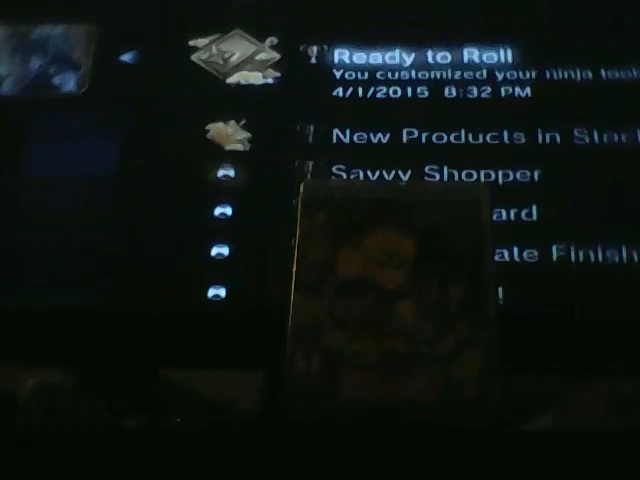 Ready to Roll
You customized your ninja
4/1/2015 8:32 PM
New Products in
Savvy Shopper
ard
ate Finish
!